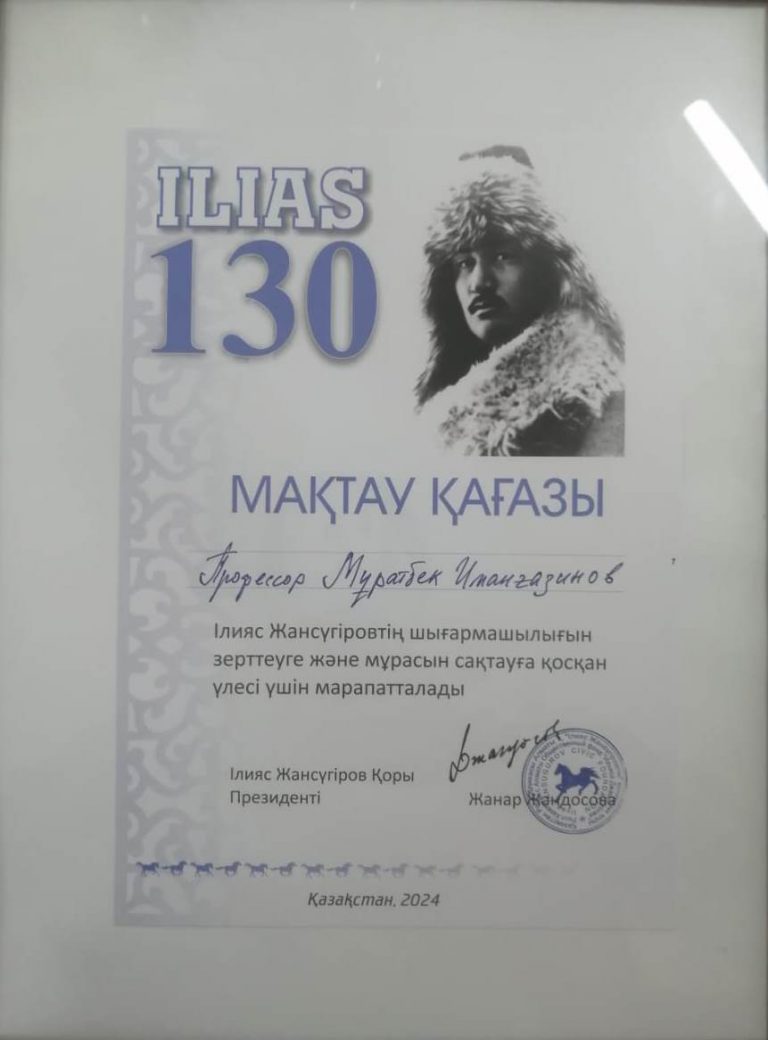 ILIAS
130
МАҚТАУ ҚАҒАЗЫ
Профессор Мұратбек Иманғазинов
Ілияс Жансүгіровтің шығармашылығын
зерттеуге және мұрасын сақтауға қосқан
үлесі үшін марапатталады
Ілияс Жансүгіров Қоры
Президенті
Жанар Жандосова
Қазақстан, 2024